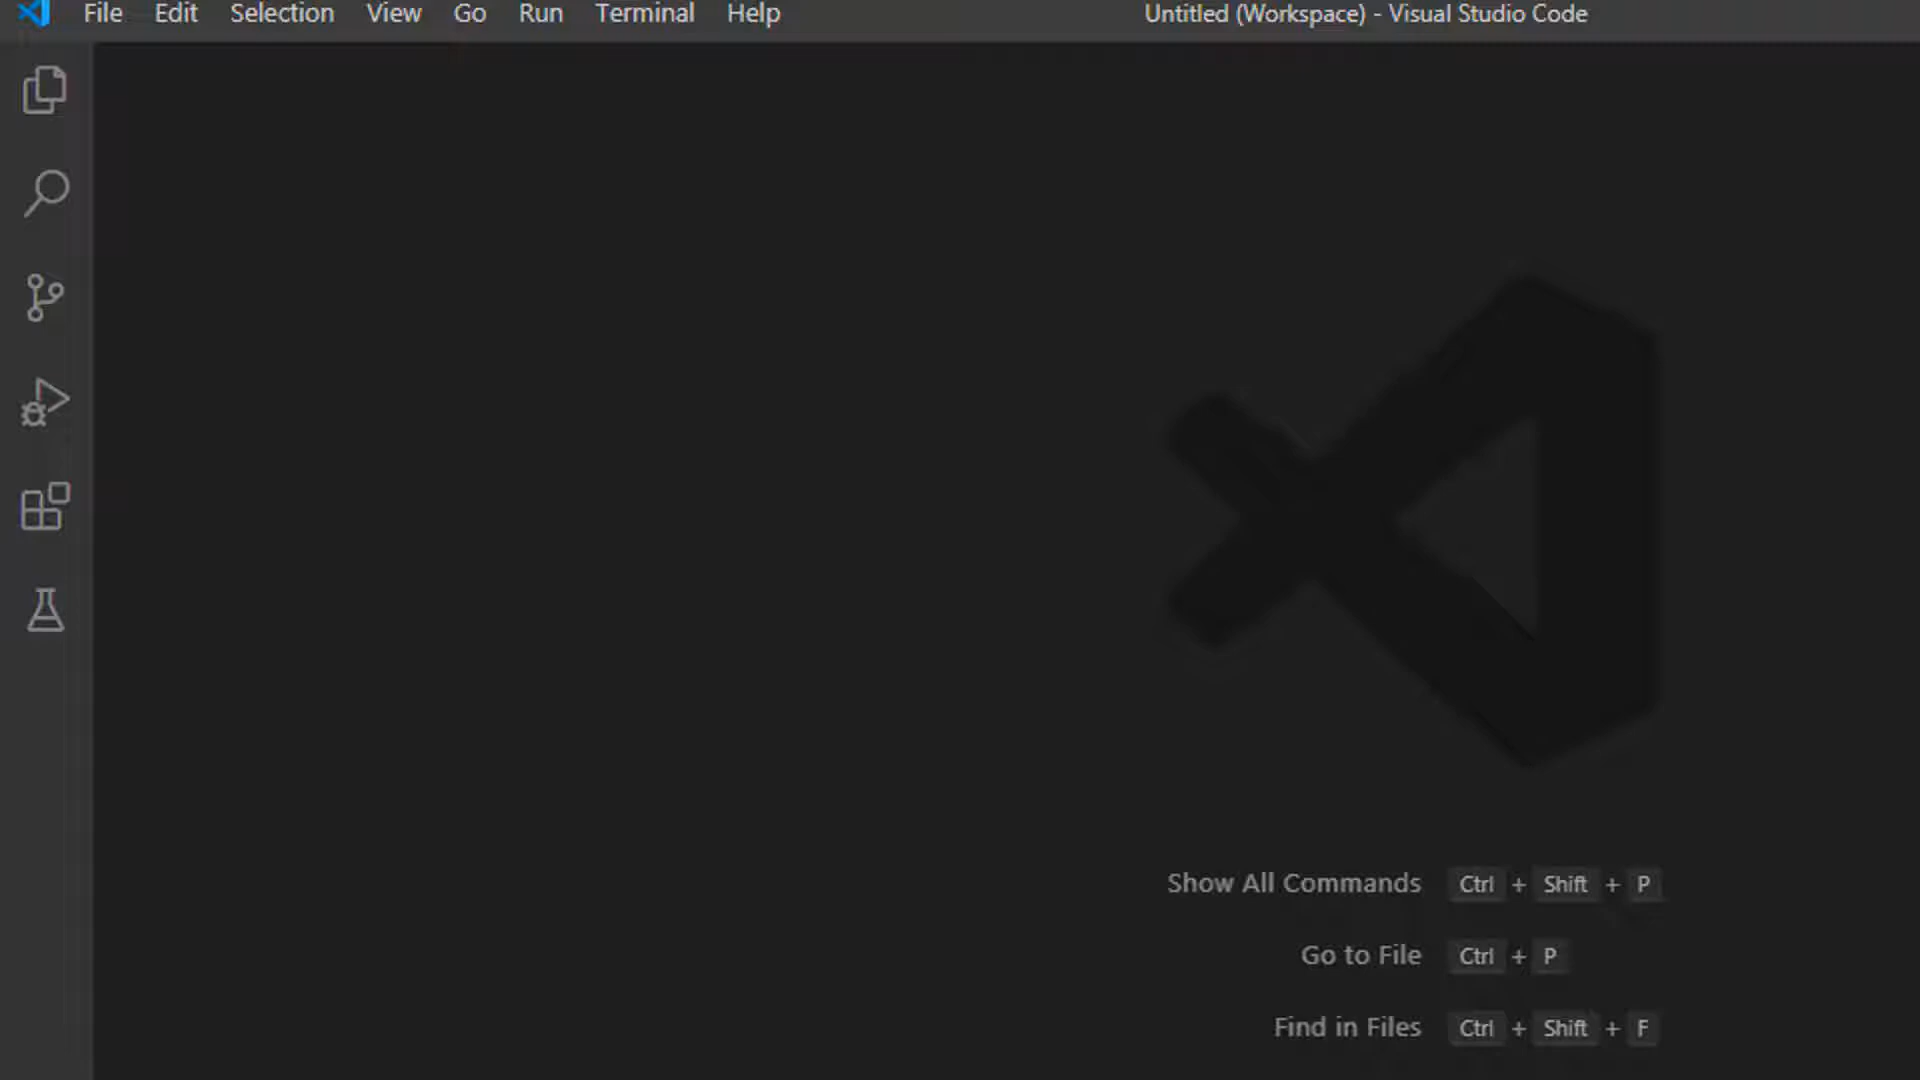 File Edit Selection View Go Run Terminal Help Untitled (Workspace) - Visual Studio Code
Show All Commands Ctrl + Shift + P
Go to File Ctrl + P
Find in Files Ctrl + Shift + F